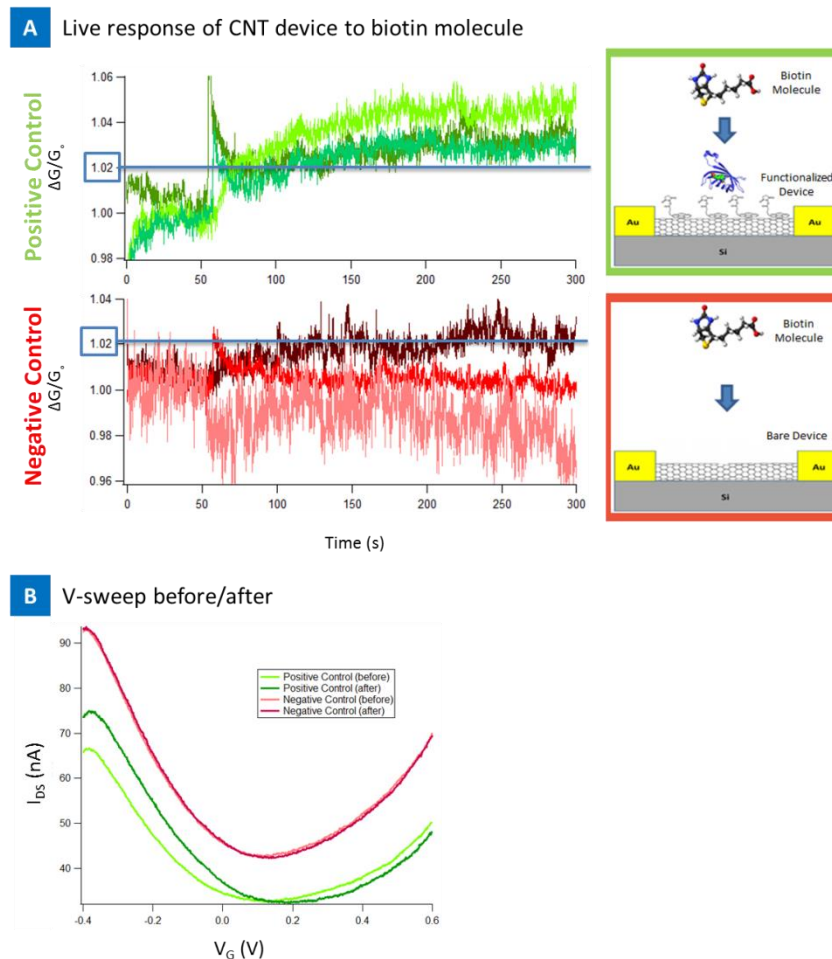 A Live response of CNT device to biotin molecule
Positive Control
ΔG/G∘
1.06
1.04
1.02
1.00
0.98
0 50 100 150 200 250 300
Biotin
Molecule
Functionalized
Device
Au Au
Si
Negative Control
ΔG/G∘
1.04
1.02
1.00
0.98
0.96
0 50 100 150 200 250 300
Time (s)
Biotin
Molecule
Bare Device
Au Au
Si
B V-sweep before/after
I_DS (nA)
90
80
70
60
50
40
Positive Control (before)
Positive Control (after)
Negative Control (before)
Negative Control (after)
-0.4 -0.2 0.0 0.2 0.4 0.6
V_G (V)